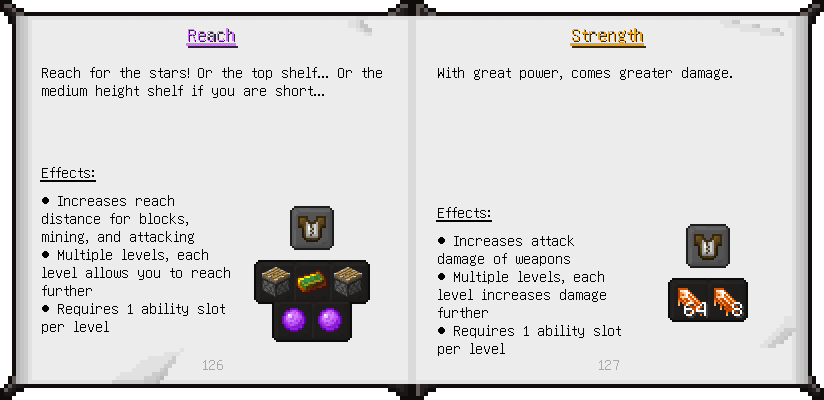 Reach
Reach for the stars! Or the top shelf... Or the
medium height shelf if you are short...
Effects:
● Increases reach
distance for blocks,
mining, and attacking
● Multiple levels, each
level allows you to reach
further
● Requires 1 ability slot
per level
126
Strength
With great power, comes greater damage.
Effects:
● Increases attack
damage of weapons
● Multiple levels, each
level increases damage
further
● Requires 1 ability slot
per level
64 8
127